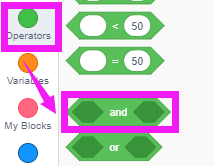 < 50
Operators
= 50
Variables
and
My Blocks
or